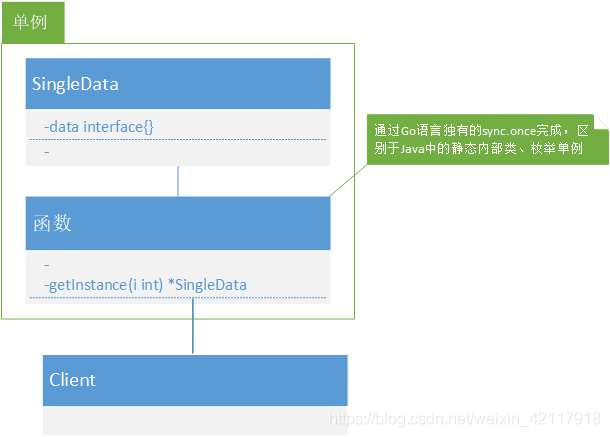 单例
SingleData
-data interface{}
-
通过Go语言独有的sync.once完成，区
别于Java中的静态内部类、枚举单例
函数
-
-getInstance(i int) *SingleData
Client
https://blog.csdn.net/weixin_42117918